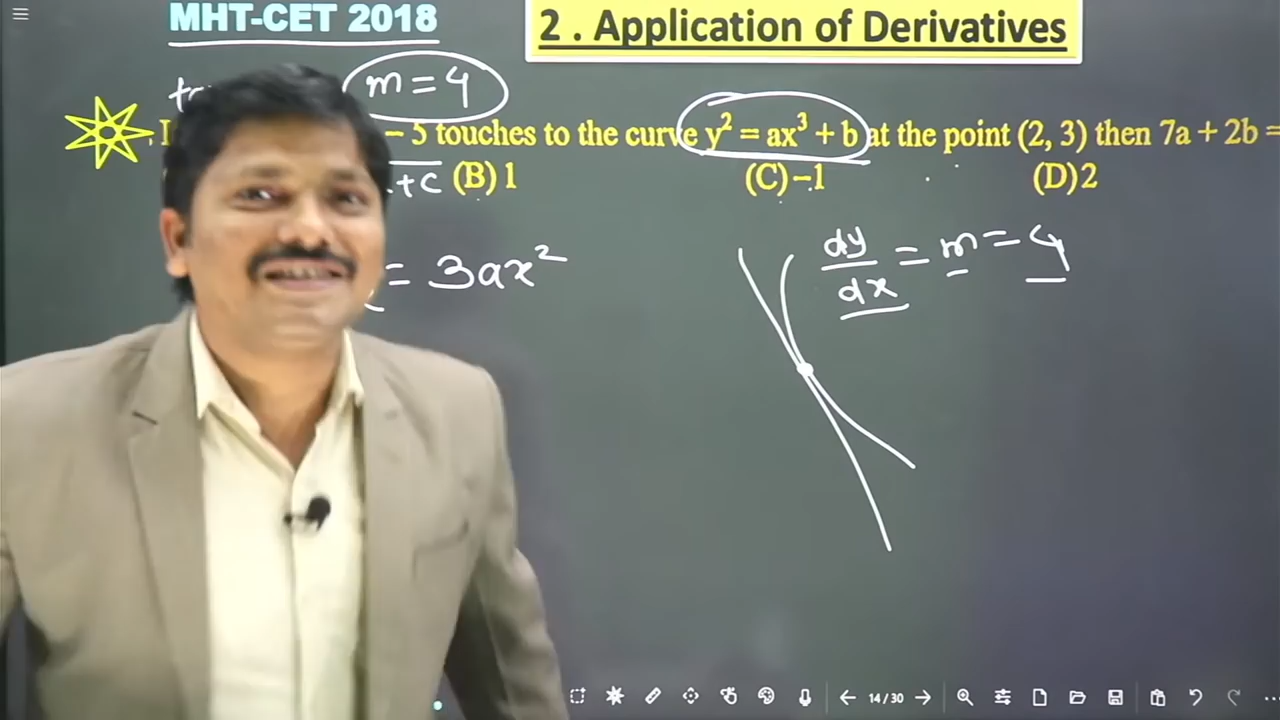 MHT-CET 2018
2 . Application of Derivatives
m = 4
- 5 touches to the curve y² = ax³ + b at the point (2, 3) then 7a + 2b =
+c (B) 1 (C) –1 (D) 2
= 3ax²
dy/dx = m = 4
14/30